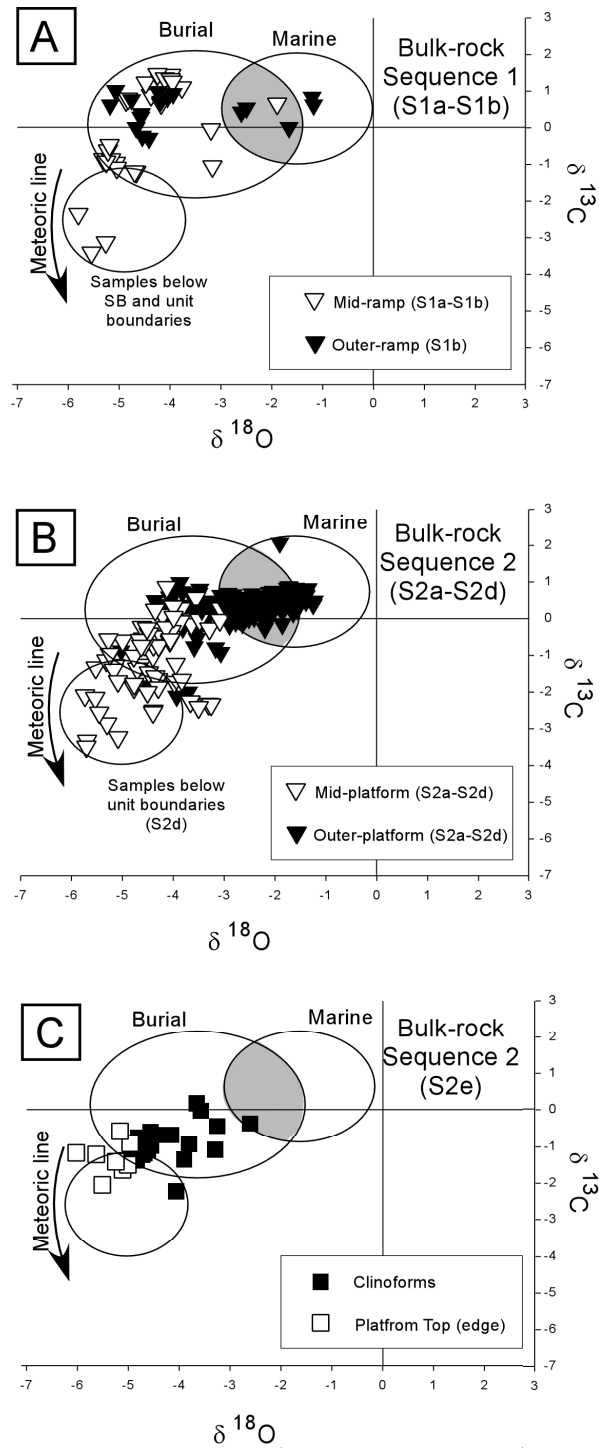 A
Burial
Marine
Bulk-rock
Sequence 1
(S1a-S1b)
Meteoric line
Samples below
SB and unit
boundaries
Mid-ramp (S1a-S1b)
Outer-ramp (S1b)
3
2
1
0
-1
-2
-3
-4
-5
-6
-7
δ 13C
-7 -6 -5 -4 -3 -2 -1 0 1 2 3
δ 18O
B
Burial
Marine
Bulk-rock
Sequence 2
(S2a-S2d)
Meteoric line
Samples below
unit boundaries
(S2d)
Mid-platform (S2a-S2d)
Outer-platform (S2a-S2d)
3
2
1
0
-1
-2
-3
-4
-5
-6
-7
δ 13C
-7 -6 -5 -4 -3 -2 -1 0 1 2 3
δ 18O
C
Burial
Marine
Bulk-rock
Sequence 2
(S2e)
Meteoric line
Clinoforms
Platfrom Top (edge)
3
2
1
0
-1
-2
-3
-4
-5
-6
-7
δ 13C
-7 -6 -5 -4 -3 -2 -1 0 1 2 3
δ 18O